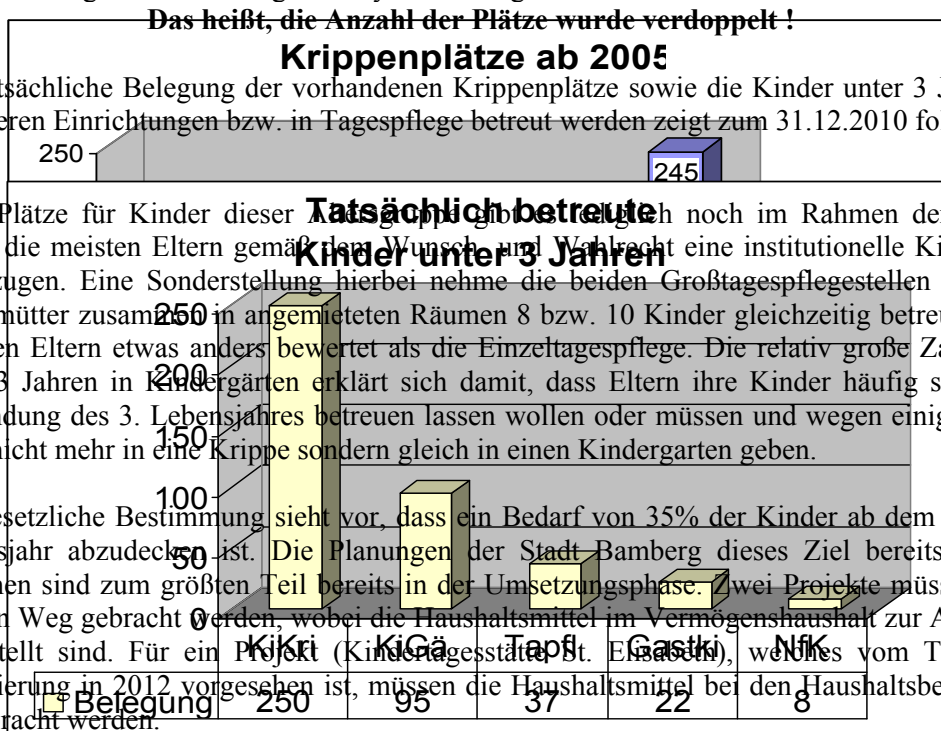 Das heißt, die Anzahl der Plätze wurde verdoppelt !
Krippenplätze ab 2005
tsächliche Belegung der vorhandenen Krippenplätze sowie die Kinder unter 3 J
eren Einrichtungen bzw. in Tagespflege betreut werden zeigt zum 31.12.2010 fo
250
245
Tatsächlich betreute
Kinder unter 3 Jahren
Plätze für Kinder dieser Altersgruppe gibt es lediglich noch im Rahmen der
die meisten Eltern gemäß dem Wunsch- und Wahlrecht eine institutionelle Ki
zugen. Eine Sonderstellung hierbei nehme die beiden Großtagespflegestellen
mütter zusammen in angemieteten Räumen 8 bzw. 10 Kinder gleichzeitig betreu
en Eltern etwas anders bewertet als die Einzeltagespflege. Die relativ große Za
3 Jahren in Kindergärten erklärt sich damit, dass Eltern ihre Kinder häufig s
ndung des 3. Lebensjahres betreuen lassen wollen oder müssen und wegen einig
nicht mehr in eine Krippe sondern gleich in einen Kindergarten geben.
esetzliche Bestimmung sieht vor, dass ein Bedarf von 35% der Kinder ab dem
sjahr abzudecken ist. Die Planungen der Stadt Bamberg dieses Ziel bereits
nen sind zum größten Teil bereits in der Umsetzungsphase. Zwei Projekte müss
n Weg gebracht werden, wobei die Haushaltsmittel im Vermögenshaushalt zur A
tellt sind. Für ein Projekt (Kindertagesstätte St. Elisabeth), welches vom T
ierung in 2012 vorgesehen ist, müssen die Haushaltsmittel bei den Haushaltsbe
racht werden.
250
200
150
100
50
0
KiKri KiGä Tapfl Gastki NfK
Belegung 250 95 37 22 8